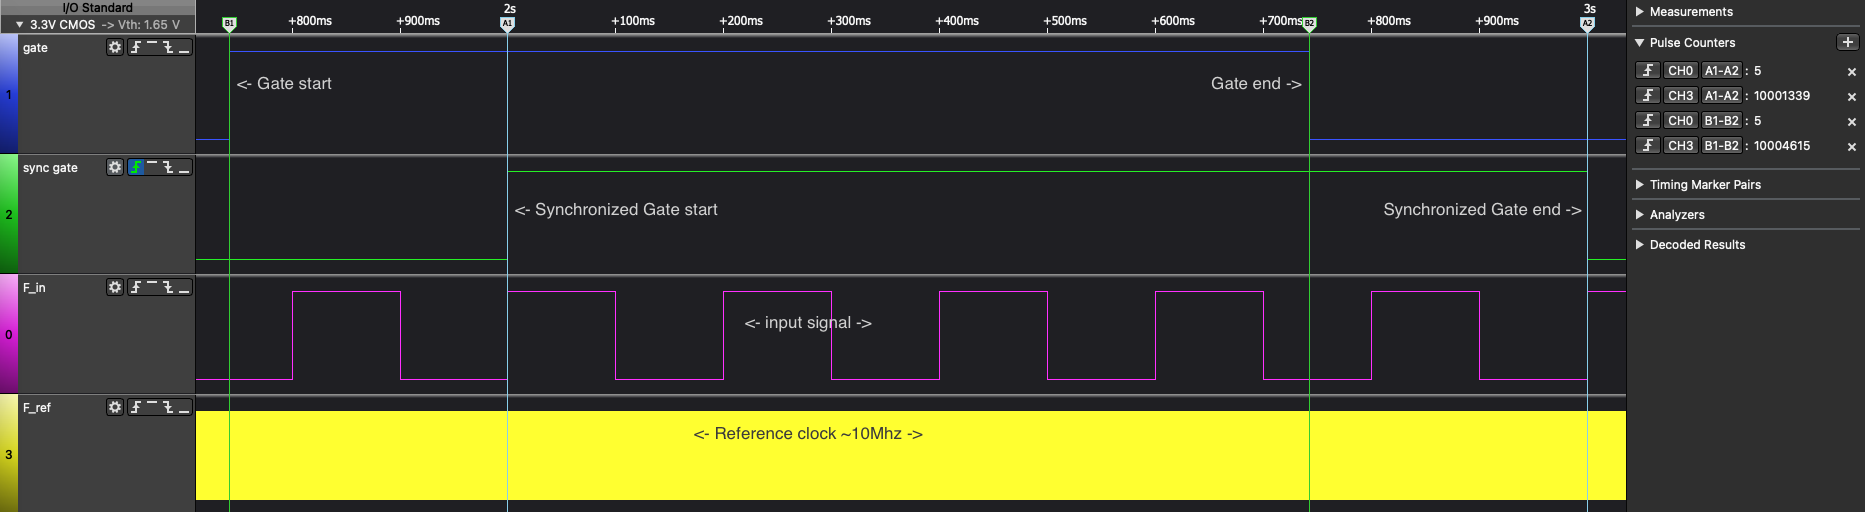 I/O Standard
3.3V CMOS -> Vth: 1.65 V
B1 +800ms +900ms 2s A1 +100ms +200ms +300ms +400ms +500ms +600ms +700ms B2 +800ms +900ms 3s A2
gate
1
<- Gate start
Gate end ->
sync gate
2
<- Synchronized Gate start
Synchronized Gate end ->
F_in
0
<- input signal ->
F_ref
3
<- Reference clock ~10Mhz ->
Measurements
Pulse Counters +
CH0 A1-A2 : 5 ×
CH3 A1-A2 : 10001339 ×
CH0 B1-B2 : 5 ×
CH3 B1-B2 : 10004615 ×
Timing Marker Pairs
Analyzers
Decoded Results